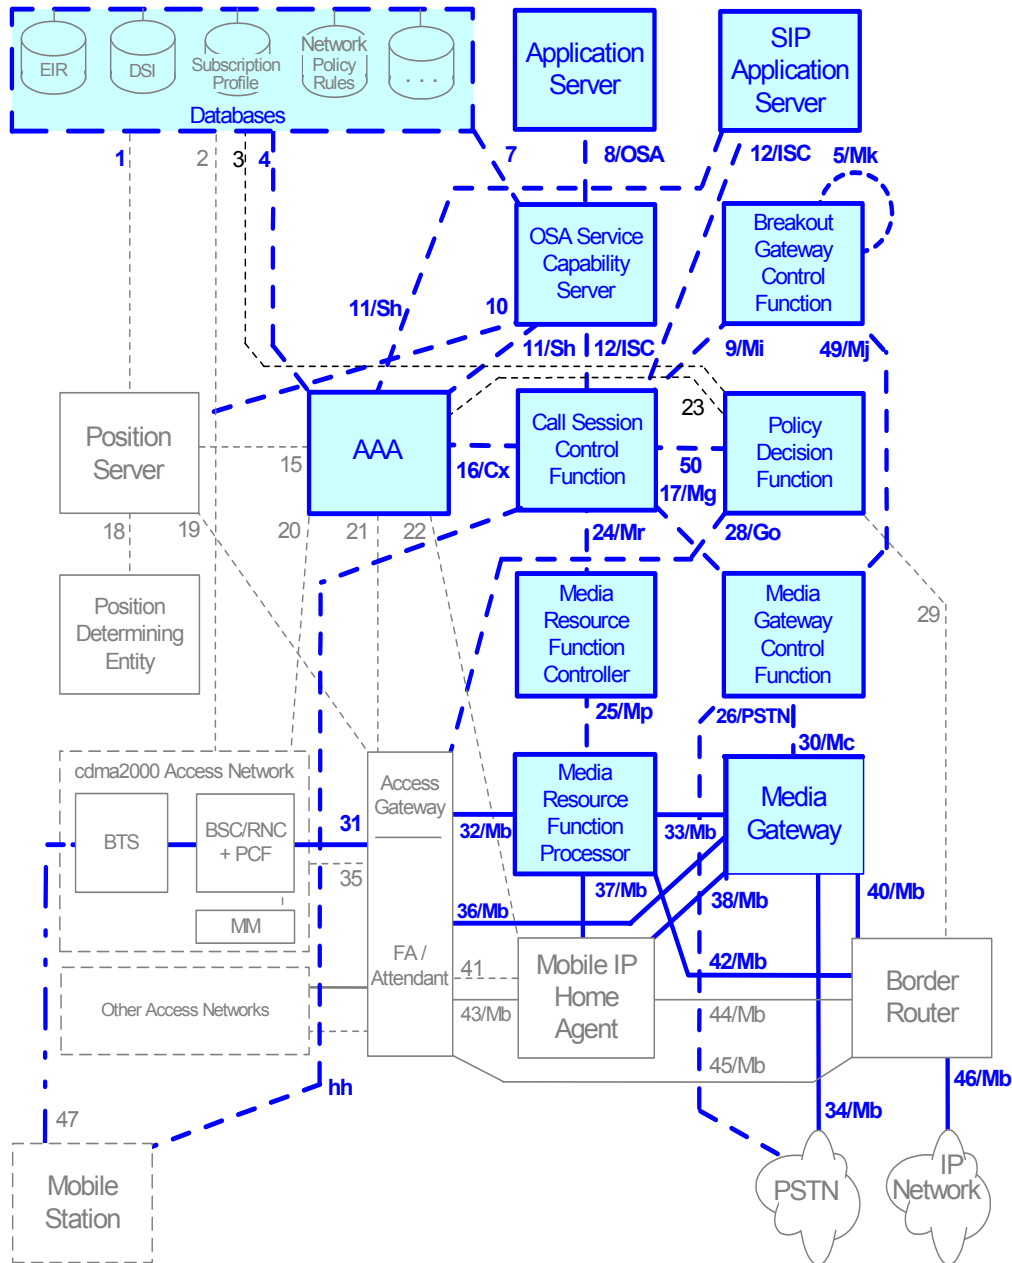 EIR
DSI
Subscription
Profile
Network
Policy
Rules
. . .
Databases
Application
Server
SIP
Application
Server
1
2
3
4
7
8/OSA
12/ISC
5/Mk
OSA Service
Capability
Server
Breakout
Gateway
Control
Function
11/Sh
10
11/Sh
12/ISC
9/Mi
49/Mj
Position
Server
15
AAA
16/Cx
Call Session
Control
Function
23
50
17/Mg
Policy
Decision
Function
18
19
20
21
22
24/Mr
28/Go
29
Position
Determining
Entity
Media
Resource
Function
Controller
Media
Gateway
Control
Function
25/Mp
26/PSTN
30/Mc
cdma2000 Access Network
BTS
BSC/RNC
+ PCF
MM
31
35
Access
Gateway
FA /
Attendant
32/Mb
Media
Resource
Function
Processor
33/Mb
Media
Gateway
36/Mb
37/Mb
38/Mb
40/Mb
41
42/Mb
43/Mb
Mobile IP
Home
Agent
44/Mb
45/Mb
Border
Router
Other Access Networks
hh
46/Mb
34/Mb
47
Mobile
Station
PSTN
IP
Network